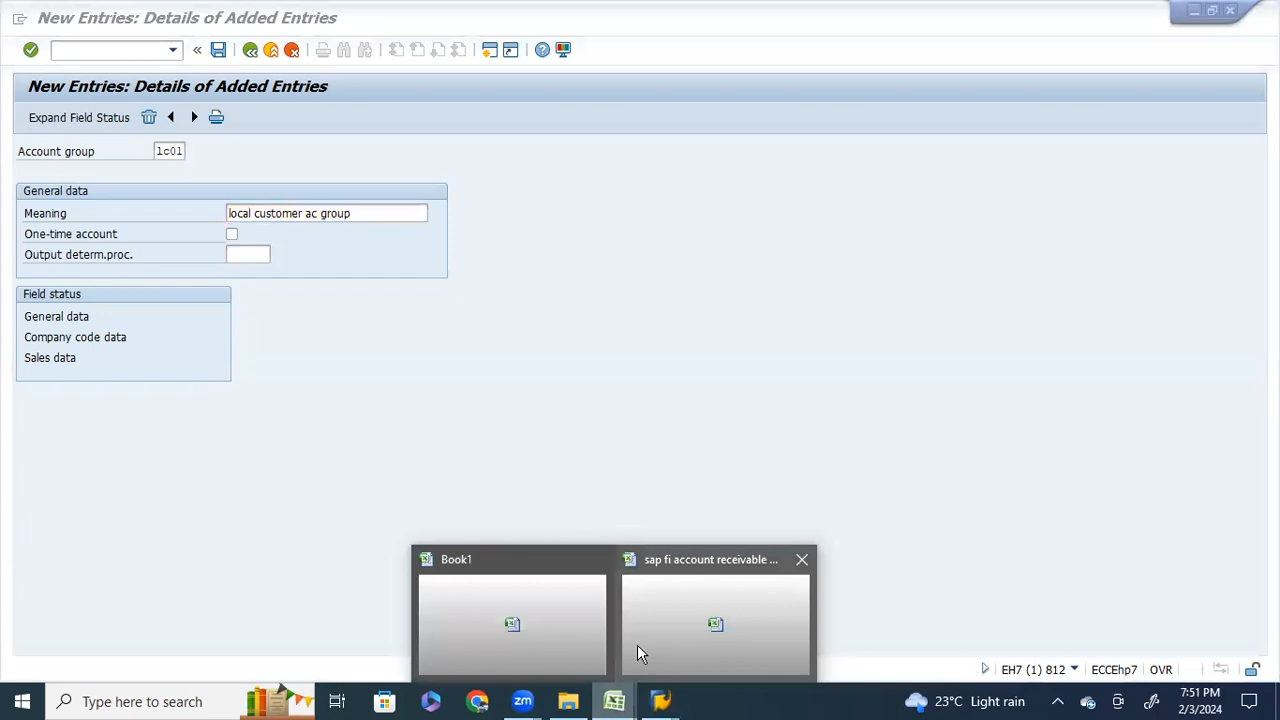 New Entries: Details of Added Entries
New Entries: Details of Added Entries
Expand Field Status
Account group 1c01
General data
Meaning local customer ac group
One-time account
Output determ.proc.
Field status
General data
Company code data
Sales data
Book1
sap fi account receivable ...
EH7 (1) 812
ECCEhp7
OVR
Type here to search
zm
23°C Light rain
7:51 PM
2/3/2024